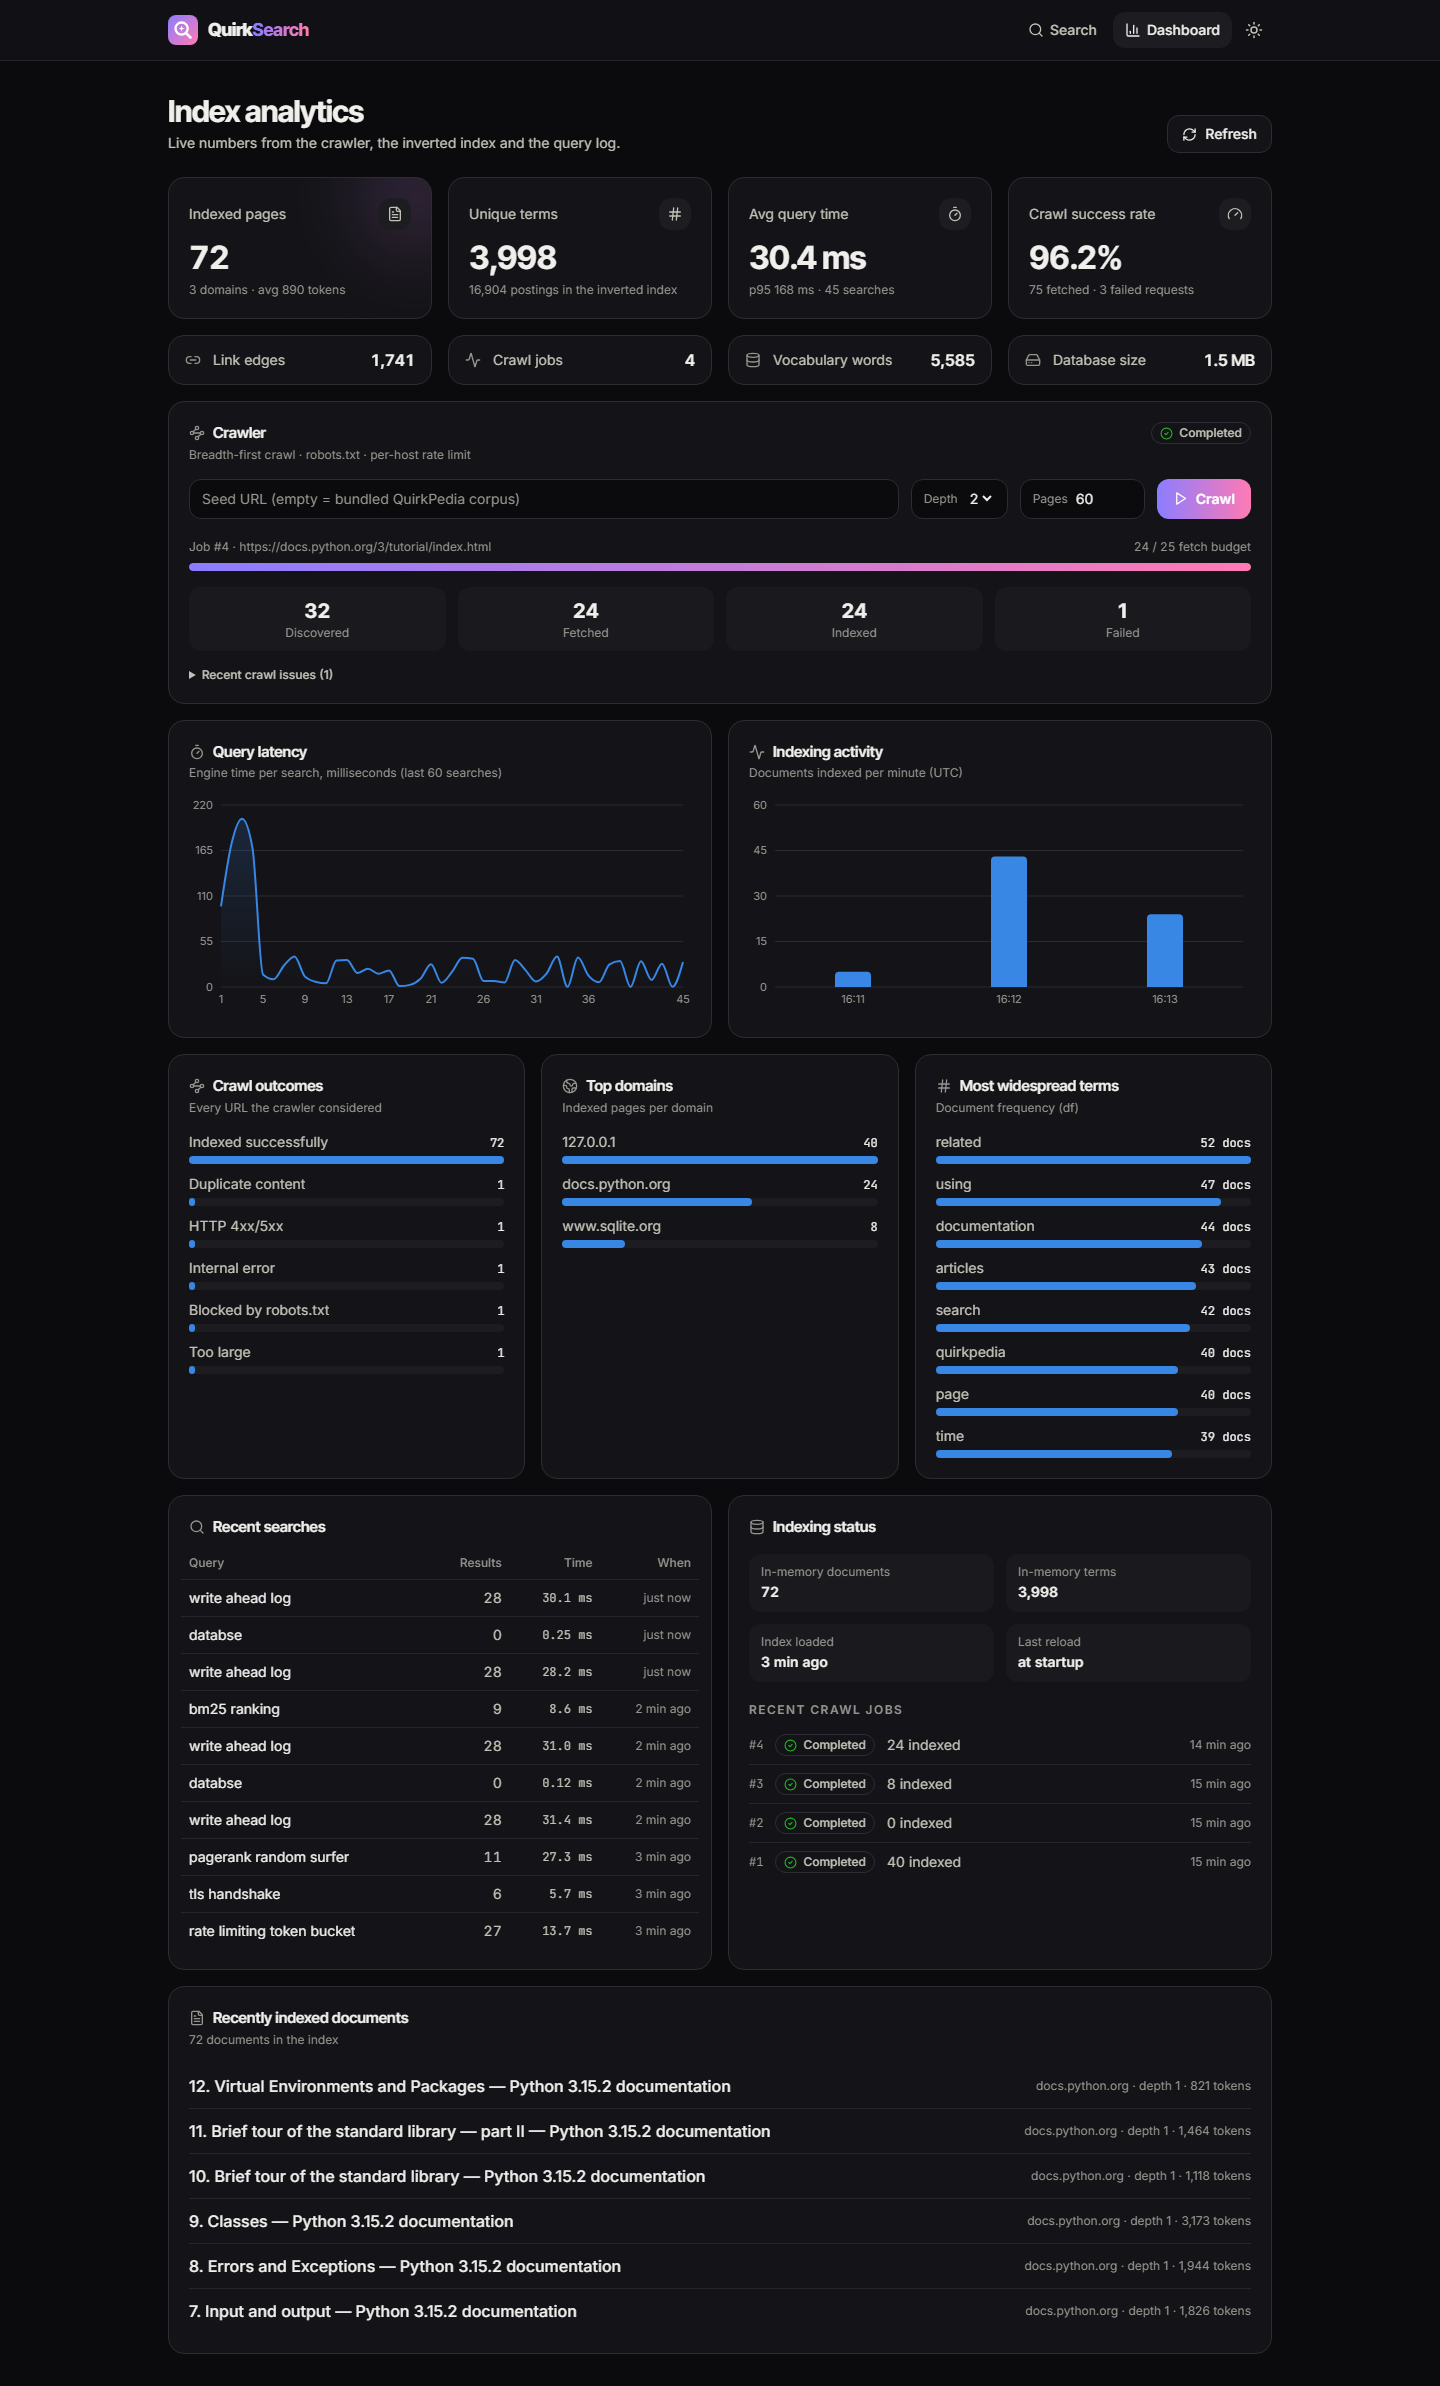 QuirkSearch
Search
Dashboard
Index analytics
Live numbers from the crawler, the inverted index and the query log.
Refresh
Indexed pages
72
3 domains · avg 890 tokens
Unique terms
3,998
16,904 postings in the inverted index
Avg query time
30.4 ms
p95 168 ms · 45 searches
Crawl success rate
96.2%
75 fetched · 3 failed requests
Link edges 1,741
Crawl jobs 4
Vocabulary words 5,585
Database size 1.5 MB
Crawler
Completed
Breadth-first crawl · robots.txt · per-host rate limit
Seed URL (empty = bundled QuirkPedia corpus)
Depth 2
Pages 60
Crawl
Job #4 · https://docs.python.org/3/tutorial/index.html
24 / 25 fetch budget
32
Discovered
24
Fetched
24
Indexed
1
Failed
Recent crawl issues (1)
Query latency
Engine time per search, milliseconds (last 60 searches)
220
165
110
55
0
1 5 9 13 17 21 26 31 36 45
Indexing activity
Documents indexed per minute (UTC)
60
45
30
15
0
16:11 16:12 16:13
Crawl outcomes
Every URL the crawler considered
Indexed successfully 72
Duplicate content 1
HTTP 4xx/5xx 1
Internal error 1
Blocked by robots.txt 1
Too large 1
Top domains
Indexed pages per domain
127.0.0.1 40
docs.python.org 24
www.sqlite.org 8
Most widespread terms
Document frequency (df)
related 52 docs
using 47 docs
documentation 44 docs
articles 43 docs
search 42 docs
quirkpedia 40 docs
page 40 docs
time 39 docs
Recent searches
Query Results Time When
write ahead log 28 30.1 ms just now
databse 0 0.25 ms just now
write ahead log 28 28.2 ms just now
bm25 ranking 9 8.6 ms 2 min ago
write ahead log 28 31.0 ms 2 min ago
databse 0 0.12 ms 2 min ago
write ahead log 28 31.4 ms 2 min ago
pagerank random surfer 11 27.3 ms 3 min ago
tls handshake 6 5.7 ms 3 min ago
rate limiting token bucket 27 13.7 ms 3 min ago
Indexing status
In-memory documents
72
In-memory terms
3,998
Index loaded
3 min ago
Last reload
at startup
RECENT CRAWL JOBS
#4 Completed 24 indexed 14 min ago
#3 Completed 8 indexed 15 min ago
#2 Completed 0 indexed 15 min ago
#1 Completed 40 indexed 15 min ago
Recently indexed documents
72 documents in the index
12. Virtual Environments and Packages — Python 3.15.2 documentation docs.python.org · depth 1 · 821 tokens
11. Brief tour of the standard library — part II — Python 3.15.2 documentation docs.python.org · depth 1 · 1,464 tokens
10. Brief tour of the standard library — Python 3.15.2 documentation docs.python.org · depth 1 · 1,118 tokens
9. Classes — Python 3.15.2 documentation docs.python.org · depth 1 · 3,173 tokens
8. Errors and Exceptions — Python 3.15.2 documentation docs.python.org · depth 1 · 1,944 tokens
7. Input and output — Python 3.15.2 documentation docs.python.org · depth 1 · 1,826 tokens